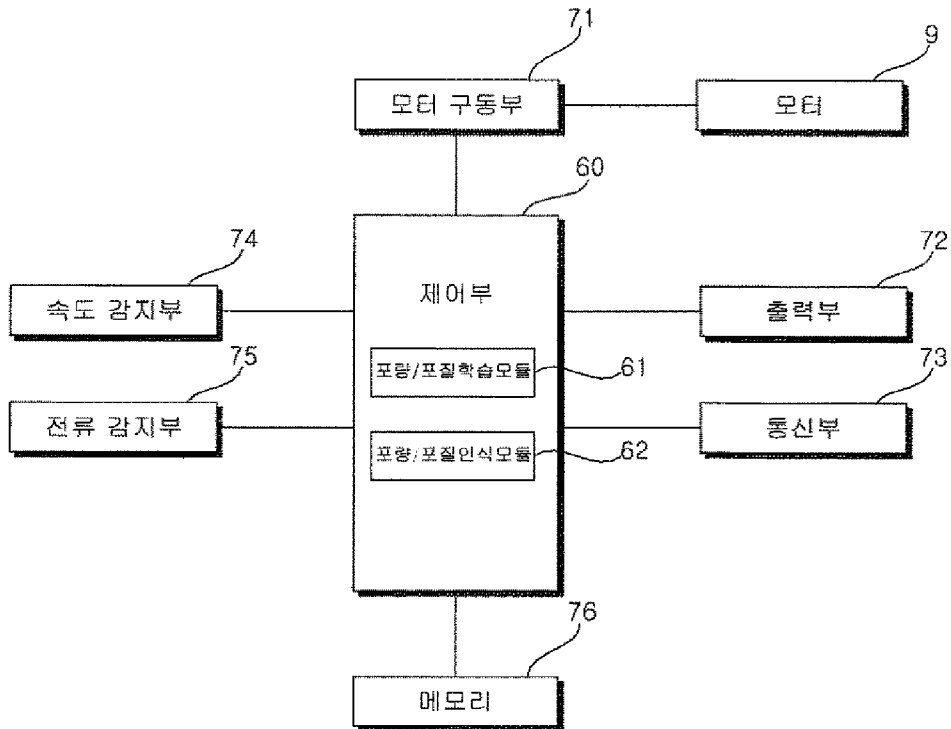 71
9
모터 구동부
모터
60
74
72
제어부
속도 감지부
출력부
75
포량/포질학습모듈
61
73
전류 감지부
통신부
포량/포질인식모듈
62
76
메모리